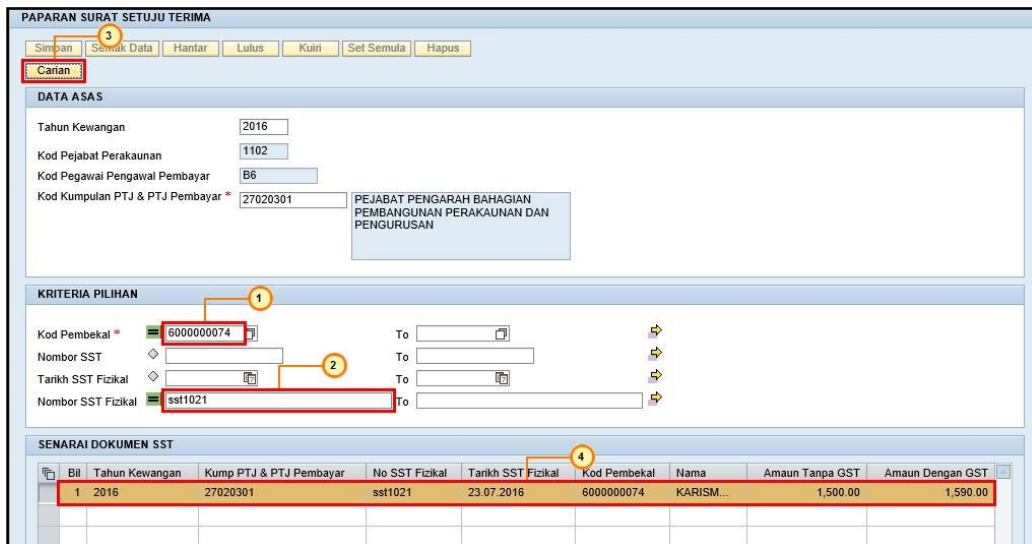 PAPARAN SURAT SETUJU TERIMA
3
Simpan Semak Data Hantar Lulus Kuiri Set Semula Hapus
Carian
DATA ASAS
Tahun Kewangan 2016
Kod Pejabat Perakaunan 1102
Kod Pegawai Pengawal Pembayar B6
Kod Kumpulan PTJ & PTJ Pembayar * 27020301 PEJABAT PENGARAH BAHAGIAN
PEMBANGUNAN PERAKAUNAN DAN
PENGURUSAN
KRITERIA PILIHAN
1
Kod Pembekal * 6000000074 To
Nombor SST To
2
Tarikh SST Fizikal To
Nombor SST Fizikal sst1021 To
SENARAI DOKUMEN SST
4
Bil Tahun Kewangan Kump PTJ & PTJ Pembayar No SST Fizikal Tarikh SST Fizikal Kod Pembekal Nama Amaun Tanpa GST Amaun Dengan GST
1 2016 27020301 sst1021 23.07.2016 6000000074 KARISM... 1,500.00 1,590.00